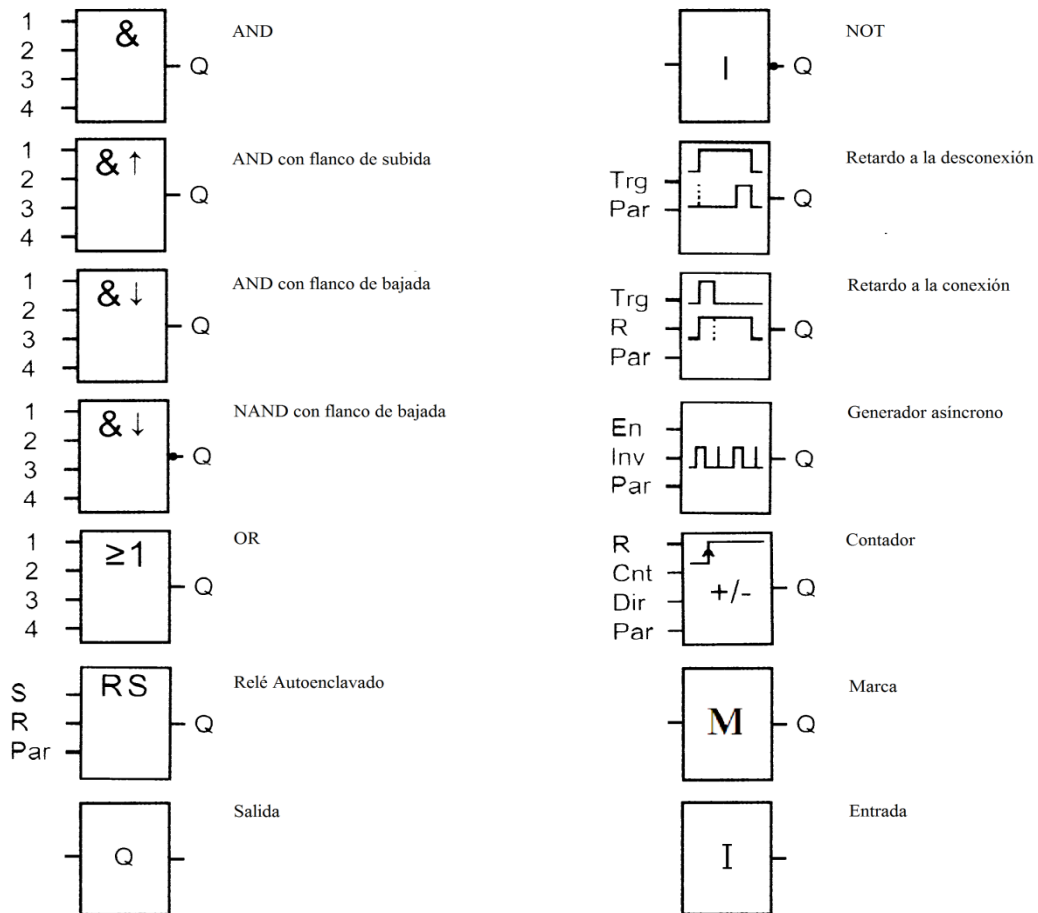 1
2
3
4
&
Q
AND
1
2
3
4
& ↑
Q
AND con flanco de subida
1
2
3
4
& ↓
Q
AND con flanco de bajada
1
2
3
4
& ↓
Q
NAND con flanco de bajada
1
2
3
4
≥1
Q
OR
S
R
Par
RS
Q
Relé Autoenclavado
Q
Salida
I
Q
NOT
Trg
Par
Q
Retardo a la desconexión
Trg
R
Par
Q
Retardo a la conexión
En
Inv
Par
Q
Generador asíncrono
R
Cnt
Dir
Par
+/-
Q
Contador
M
Q
Marca
I
Entrada